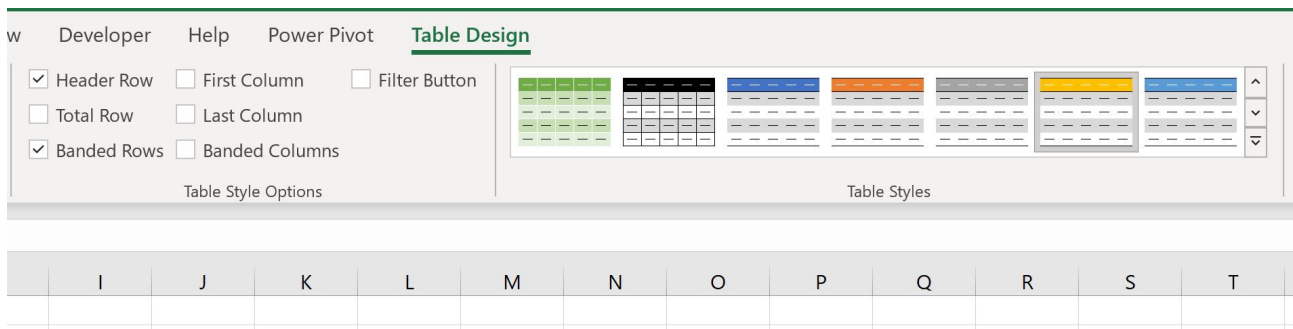 w Developer Help Power Pivot Table Design
Header Row First Column Filter Button
Total Row Last Column
Banded Rows Banded Columns
Table Style Options Table Styles
I J K L M N O P Q R S T